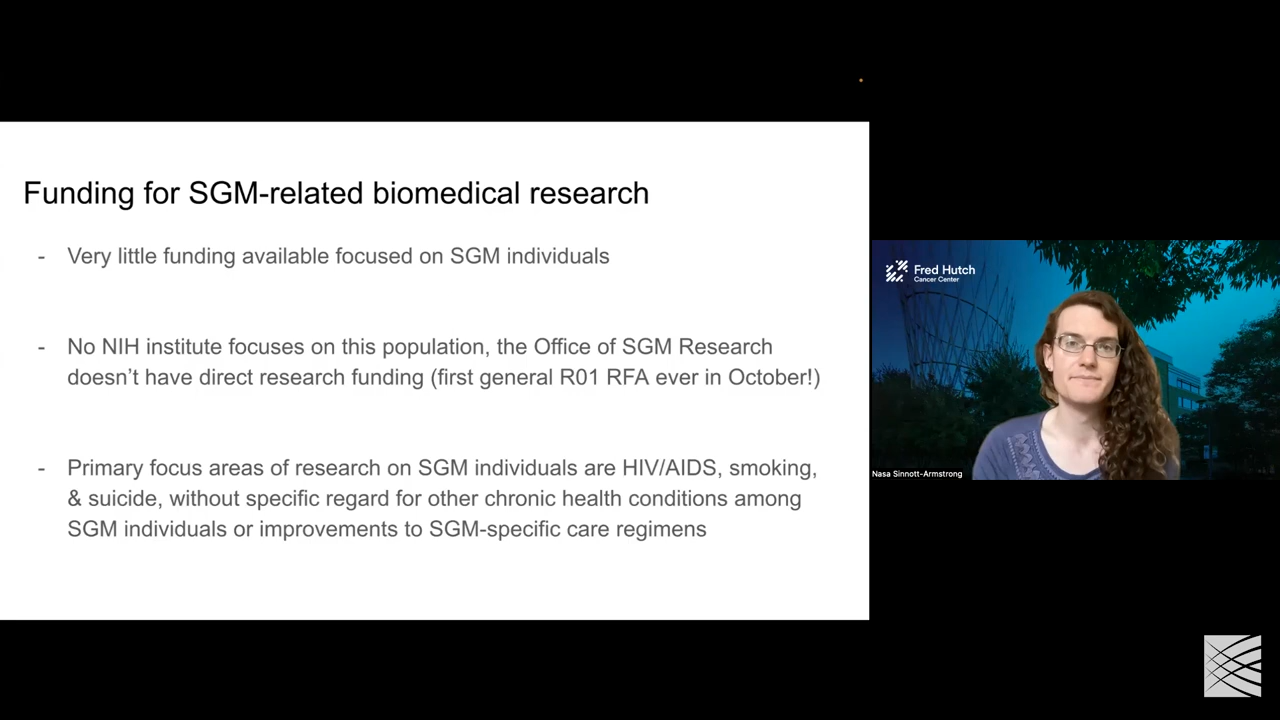 Funding for SGM-related biomedical research
- Very little funding available focused on SGM individuals
- No NIH institute focuses on this population, the Office of SGM Research
doesn’t have direct research funding (first general R01 RFA ever in October!)
- Primary focus areas of research on SGM individuals are HIV/AIDS, smoking,
& suicide, without specific regard for other chronic health conditions among
SGM individuals or improvements to SGM-specific care regimens
Fred Hutch
Cancer Center
Nasa Sinnott-Armstrong